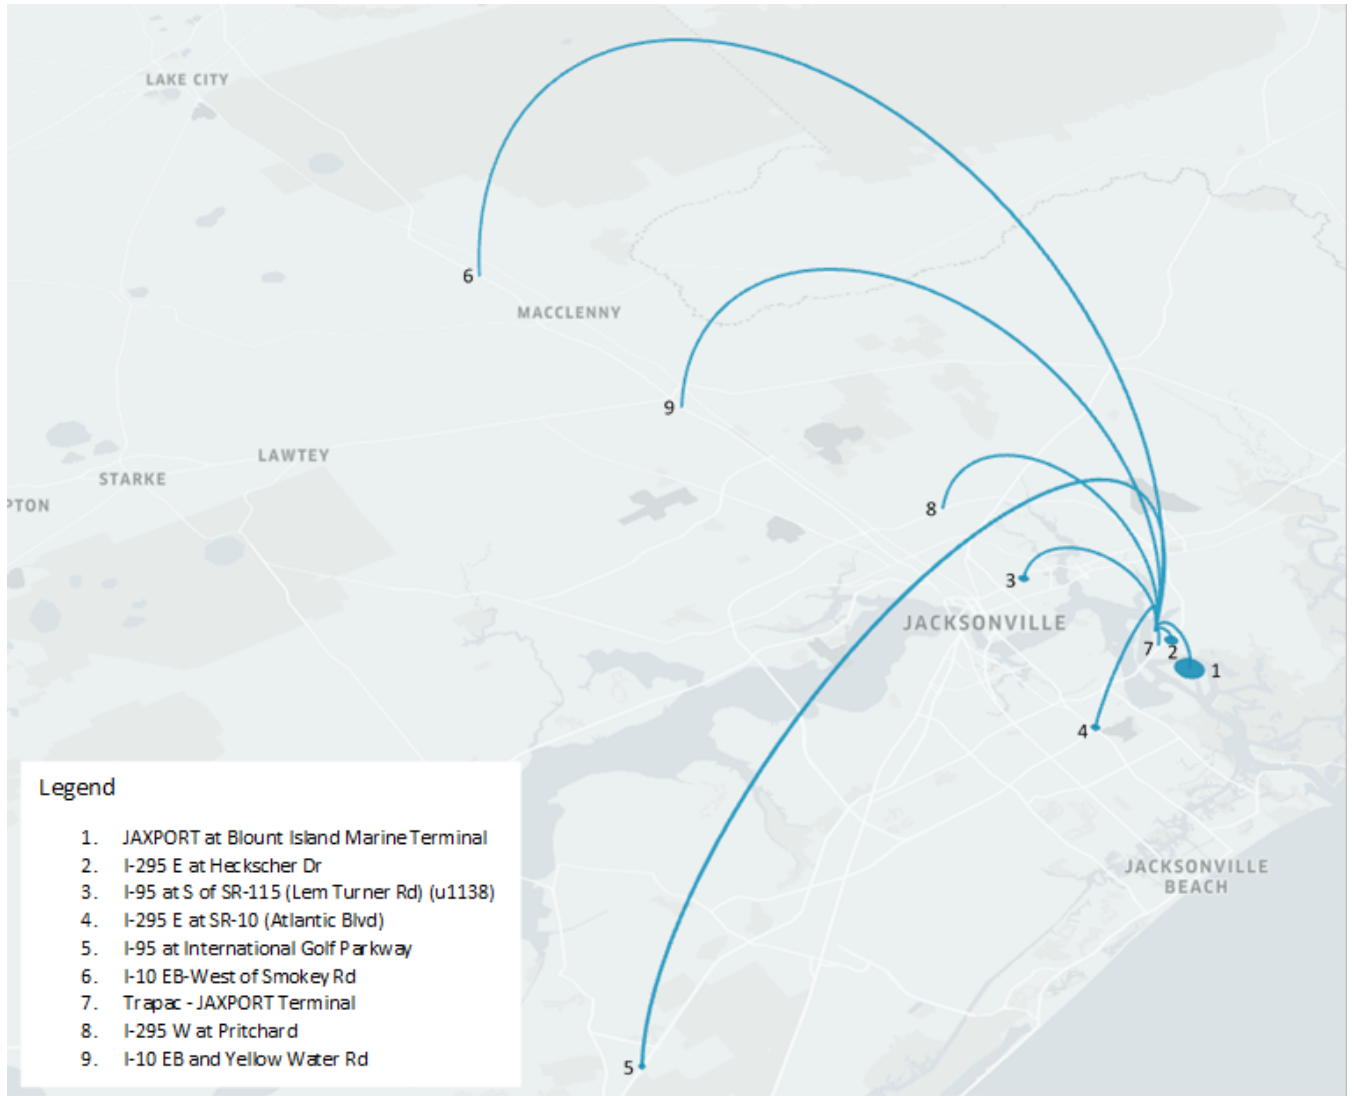 LAKE CITY
6
MACCLENNY
9
LAWTEY
STARKE
PTON
8
3
JACKSONVILLE
7
2
1
4
JACKSONVILLE
BEACH
5
Legend
1. JAXPORT at Blount Island Marine Terminal
2. I-295 E at Heckscher Dr
3. I-95 at S of SR-115 (Lem Turner Rd) (u1138)
4. I-295 E at SR-10 (Atlantic Blvd)
5. I-95 at International Golf Parkway
6. I-10 EB-West of Smokey Rd
7. Trapac - JAXPORT Terminal
8. I-295 W at Pritchard
9. I-10 EB and Yellow Water Rd